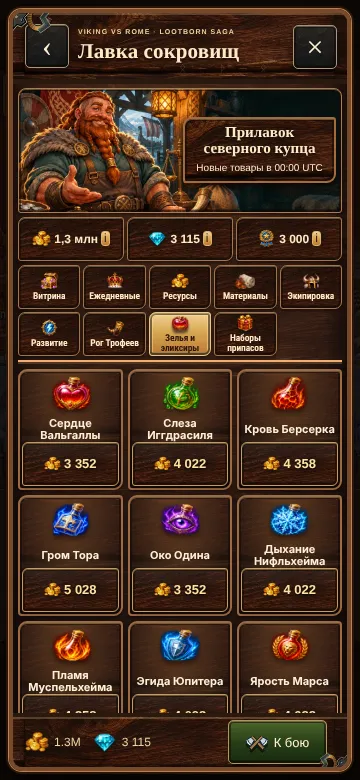 VIKING VS ROME · LOOTBORN SAGA
Лавка сокровищ
Прилавок
северного купца
Новые товары в 00:00 UTC
1,3 млн
3 115
3 000
Витрина
Ежедневные
Ресурсы
Материалы
Экипировка
Развитие
Рог Трофеев
Зелья и
эликсиры
Наборы
припасов
Сердце
Вальгаллы
Слеза
Иггдрасиля
Кровь Берсерка
3 352
4 022
4 358
Гром Тора
Око Одина
Дыхание
Нифльхейма
5 028
3 352
4 022
Пламя
Муспельхейма
Эгида Юпитера
Ярость Марса
1.3M
3 115
К бою